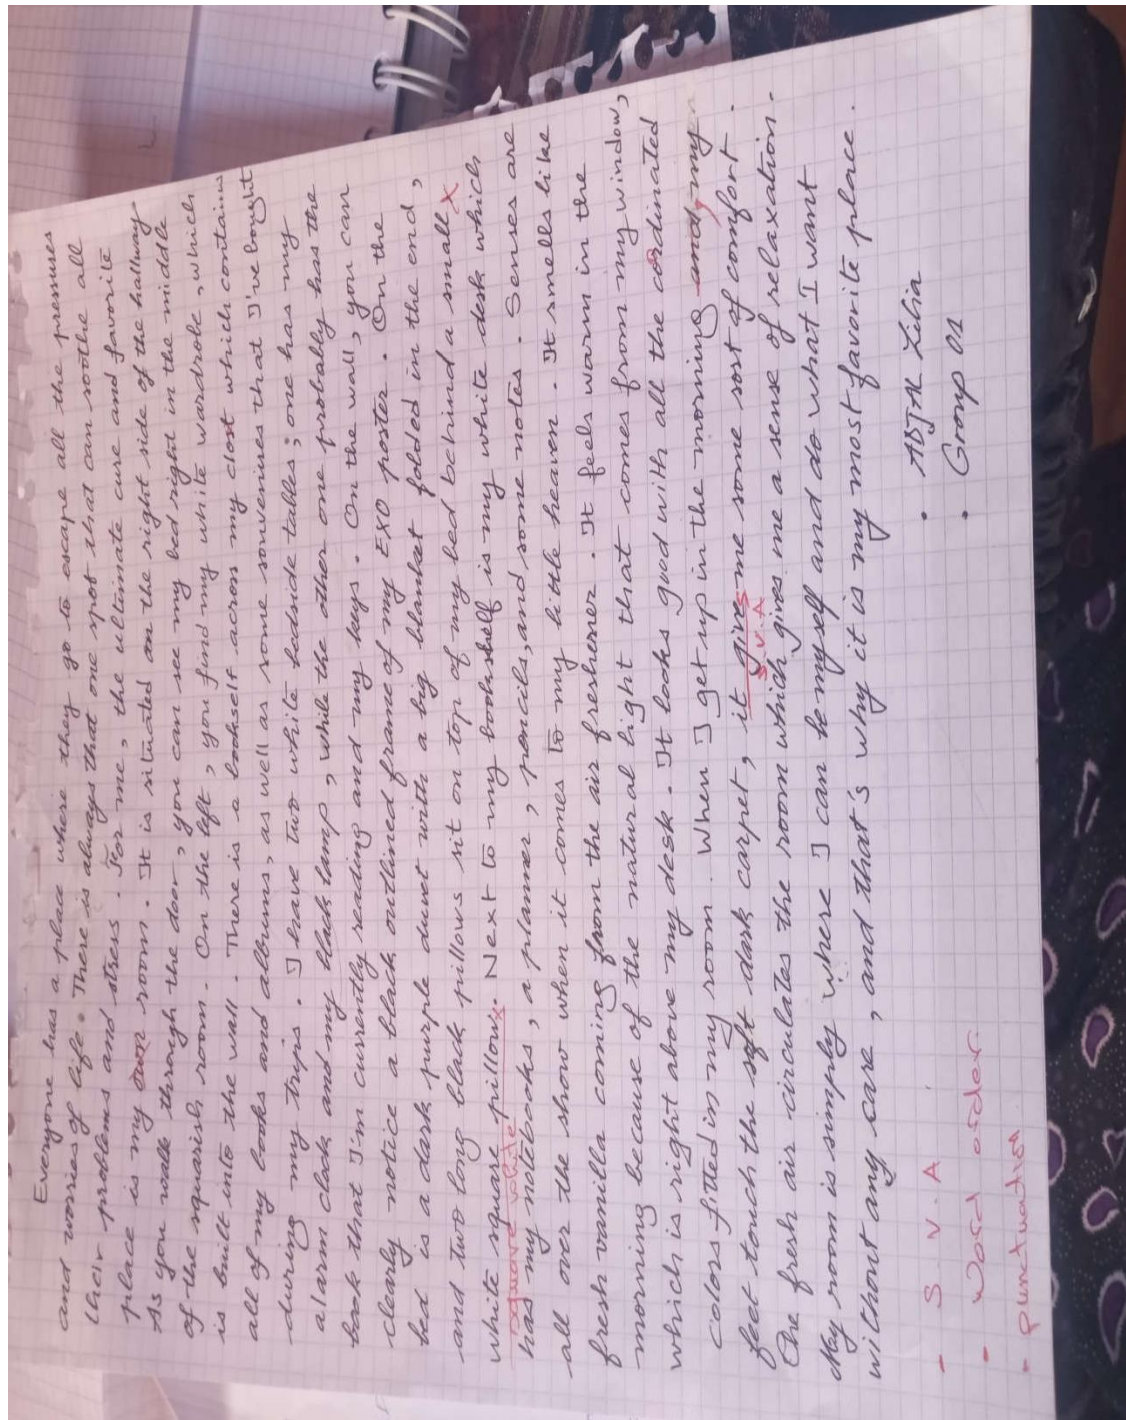 Everyone has a place where they go to escape all the pressures
and worries of life. There is always that one spot that can soothe all
their problems and stress. For me, the ultimate cure and favorite
place is my own room. It is situated on the right side of the hallway
As you walk through the door, you can see my bed right in the middle
of the squarish room. On the left, you find my white wardrobe, which
is built into the wall. There is a bookself across my closet which contains
all of my books and albums, as well as some souvenirs that I've bought
during my trips. I have two white bedside tables; one has my
alarm clock and my black lamp, while the other one probably has the
book that I'm currently reading and my keys. On the wall, you can
clearly notice a black outlined frame of my EXO poster. On the
bed is a dark purple duvet with a big blanket folded in the end,
and two long black pillows sit on top of my bed behind a small x
white square pillow. Next to my bookshelf is my white desk which
square white
has my notebooks, a planner, pencils, and some notes. Senses are
all over the show when it comes to my little heaven. It smells like
fresh vanilla coming from the air freshener. It feels warm in the
morning because of the natural light that comes from my window,
which is right above my desk. It looks good with all the cordinated
colors fitted in my room. When I get up in the morning and my
feet touch the soft dark carpet, it gives me some sort of comfort.
S.V.A
The fresh air circulates the room which gives me a sense of relaxation.
My room is simply where I can be myself and do what I want
without any care, and that's why it is my most favorite place.
• ADJAL Lilia
• Group 01
- S.V.A
- Word order
- punctuation